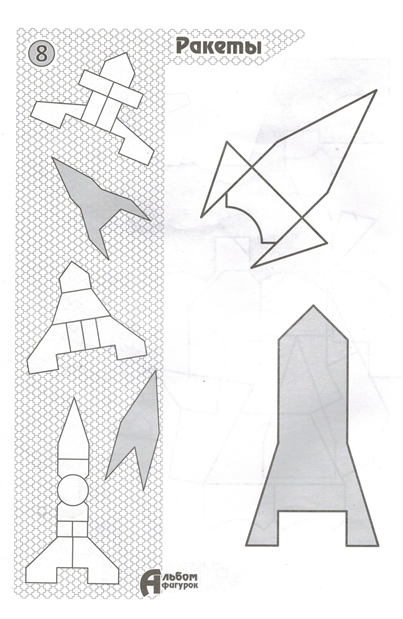 8
Ракеты
Альбом
фигурок